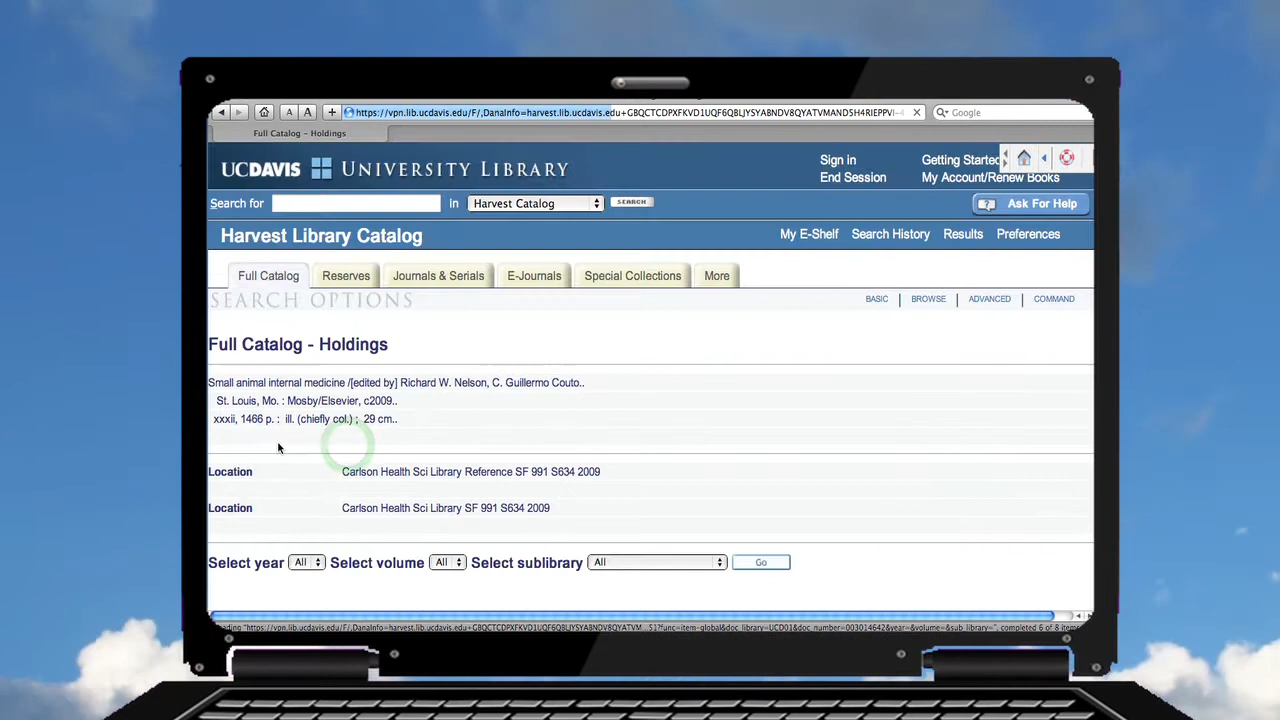 A A + https://vpn.lib.ucdavis.edu/F/,DanaInfo=harvest.lib.ucdavis.edu+ Google
Full Catalog – Holdings
UCDAVIS UNIVERSITY LIBRARY
Sign in Getting Started
End Session My Account/Renew Books
Search for in Harvest Catalog SEARCH Ask For Help
Harvest Library Catalog My E-Shelf Search History Results Preferences
Full Catalog Reserves Journals & Serials E-Journals Special Collections More
SEARCH OPTIONS BASIC | BROWSE | ADVANCED | COMMAND
Full Catalog - Holdings
Small animal internal medicine /[edited by] Richard W. Nelson, C. Guillermo Couto..
St. Louis, Mo. : Mosby/Elsevier, c2009..
xxxii, 1466 p. : ill. (chiefly col.) ; 29 cm..
Location Carlson Health Sci Library Reference SF 991 S634 2009
Location Carlson Health Sci Library SF 991 S634 2009
Select year All Select volume All Select sublibrary All Go